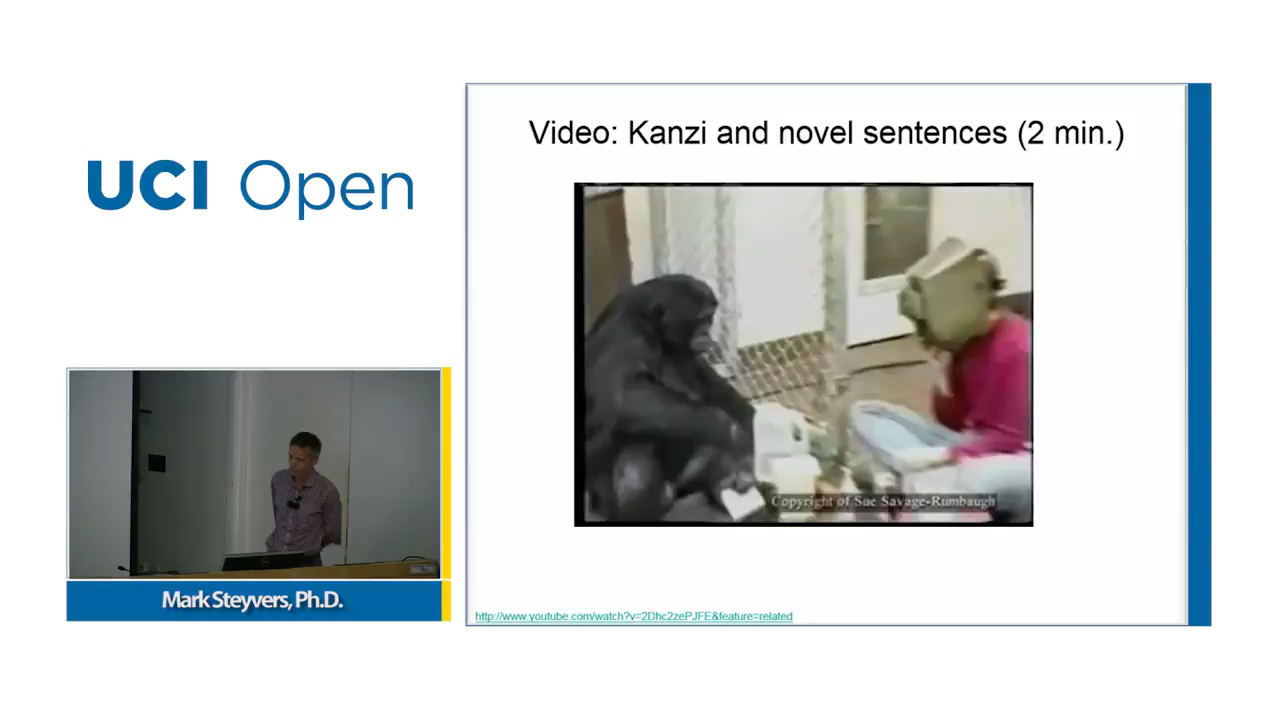 UCI Open
Video: Kanzi and novel sentences (2 min.)
Copyright of Sue Savage-Rumbaugh
Mark Steyvers, Ph.D.
http://www.youtube.com/watch?v=2Dhc2zePJFE&feature=related